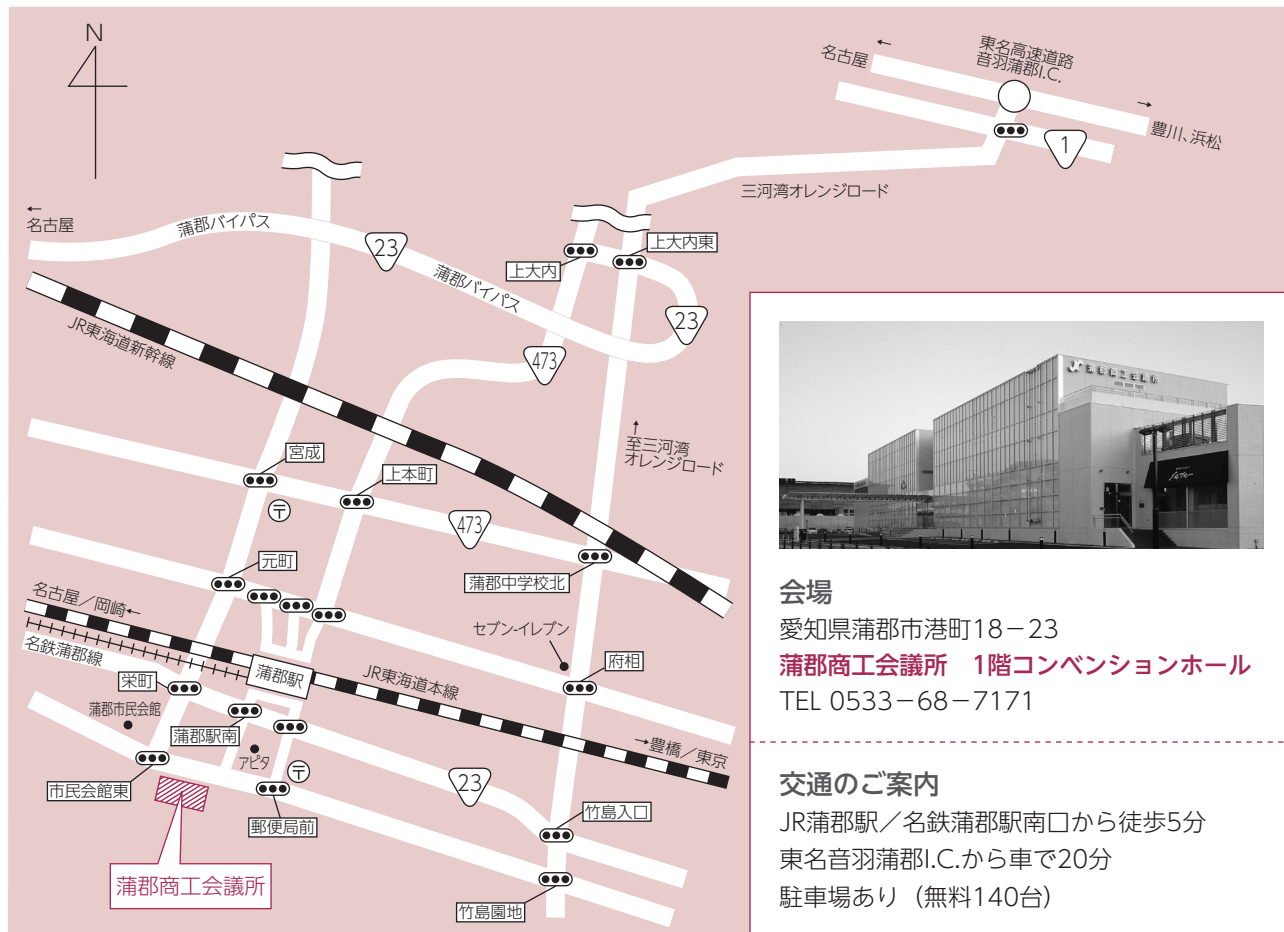 N
←
名古屋
東名高速道路
音羽蒲郡I.C.
→
豊川、浜松
1
三河湾オレンジロード
←
名古屋
蒲郡バイパス
23
蒲郡バイパス
上大内
上大内東
23
JR東海道新幹線
473
↑
至三河湾
オレンジロード
宮成
上本町
〒
473
元町
蒲郡中学校北
名古屋／岡崎←
名鉄蒲郡線
セブン-イレブン
蒲郡駅
JR東海道本線
府相
栄町
蒲郡市民会館
蒲郡駅南
アピタ
〒
→豊橋／東京
市民会館東
郵便局前
23
竹島入口
蒲郡商工会議所
竹島園地
蒲郡商工会議所
会場
愛知県蒲郡市港町18－23
蒲郡商工会議所　1階コンベンションホール
TEL 0533－68－7171
交通のご案内
JR蒲郡駅／名鉄蒲郡駅南口から徒歩5分
東名音羽蒲郡I.C.から車で20分
駐車場あり（無料140台）